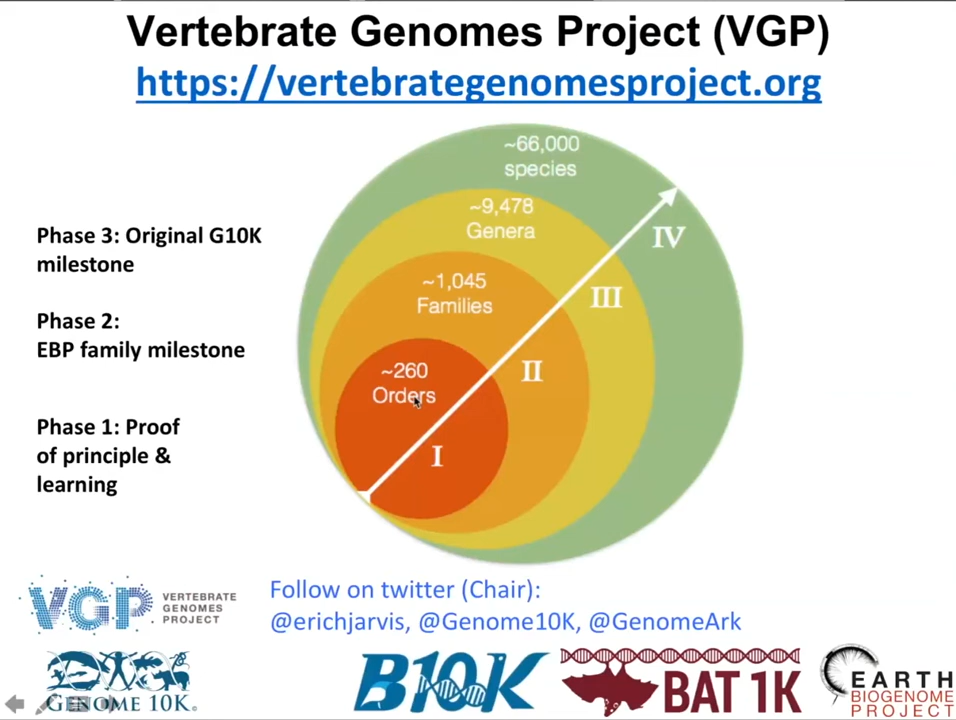 Vertebrate Genomes Project (VGP)
https://vertebrategenomesproject.org
~66,000
species
~9,478
Genera
~1,045
Families
~260
Orders
I
II
III
IV
Phase 3: Original G10K
milestone
Phase 2:
EBP family milestone
Phase 1: Proof
of principle &
learning
VGP
VERTEBRATE
GENOMES
PROJECT
Follow on twitter (Chair):
@erichjarvis, @Genome10K, @GenomeArk
GENOME 10K.
B10K
BAT 1K
EARTH
BIOGENOME
PROJECT